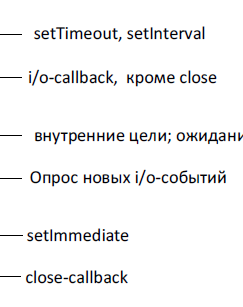 setTimeout, setInterval
i/o-callback, кроме close
внутренние цели; ожидани
Опрос новых i/o-событий
setImmediate
close-callback